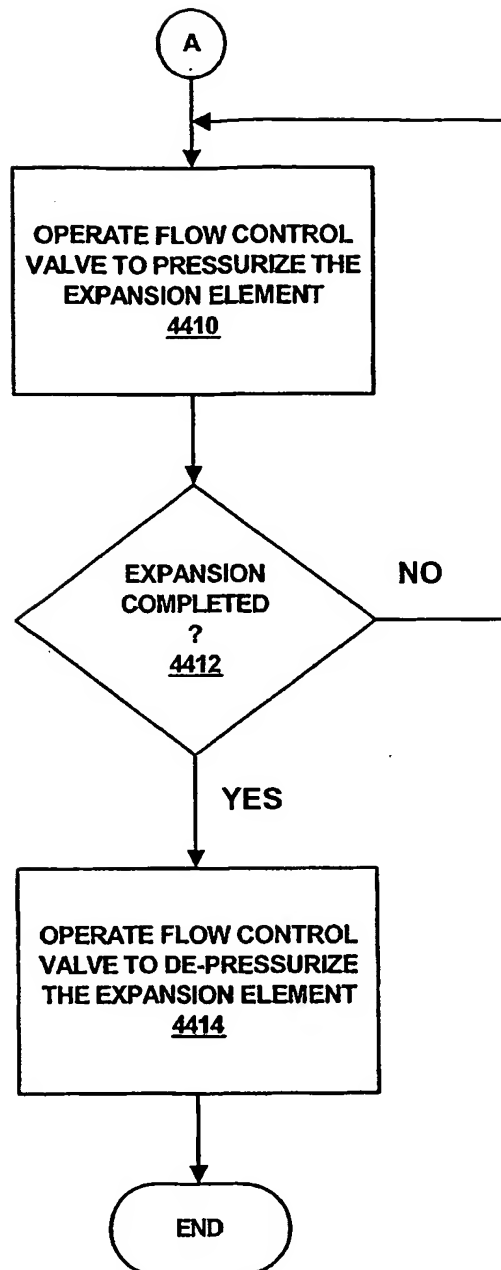 A
OPERATE FLOW CONTROL
VALVE TO PRESSURIZE THE
EXPANSION ELEMENT
4410
EXPANSION
COMPLETED
?
4412
NO
YES
OPERATE FLOW CONTROL
VALVE TO DE-PRESSURIZE
THE EXPANSION ELEMENT
4414
END